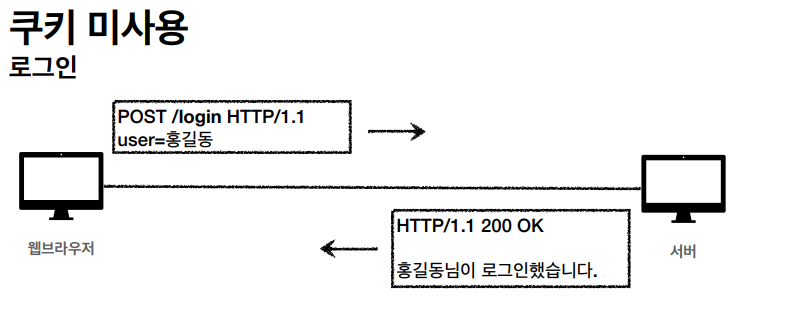 쿠키 미사용
로그인
POST /login HTTP/1.1
user=홍길동
웹브라우저
HTTP/1.1 200 OK
홍길동님이 로그인했습니다.
서버